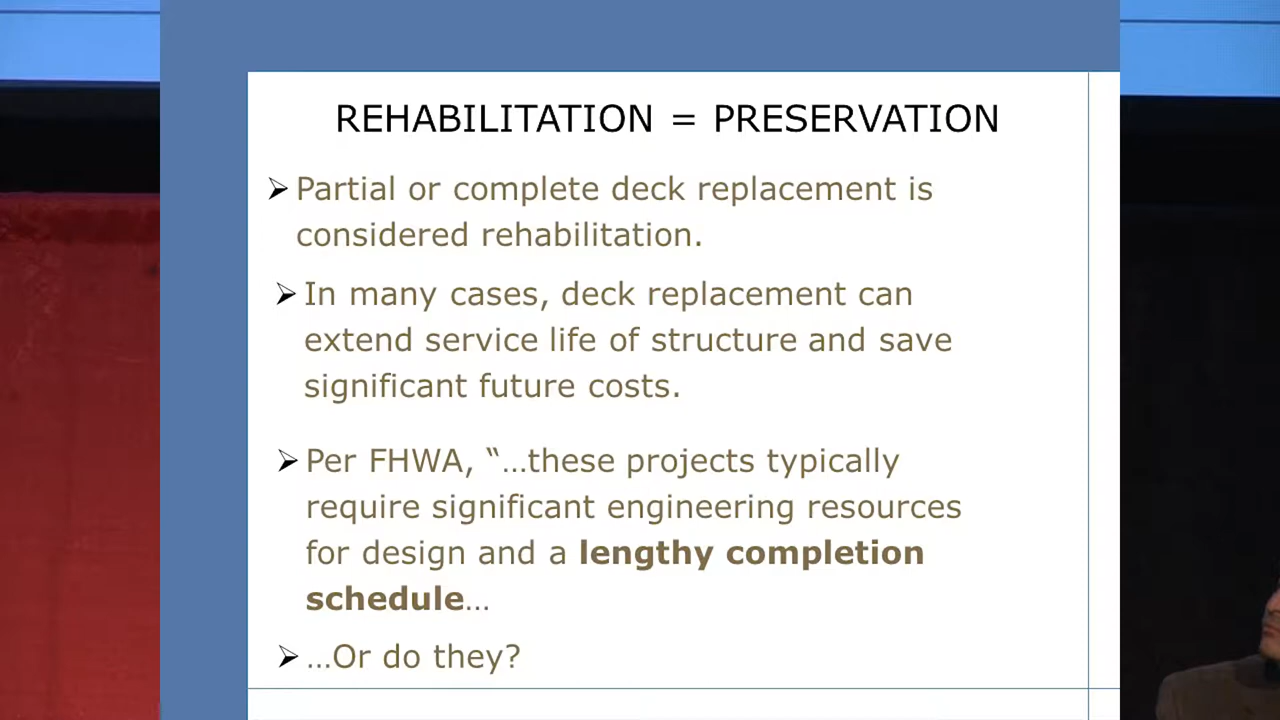 REHABILITATION = PRESERVATION
➢ Partial or complete deck replacement is
considered rehabilitation.
➢ In many cases, deck replacement can
extend service life of structure and save
significant future costs.
➢ Per FHWA, “…these projects typically
require significant engineering resources
for design and a lengthy completion
schedule…
➢ …Or do they?